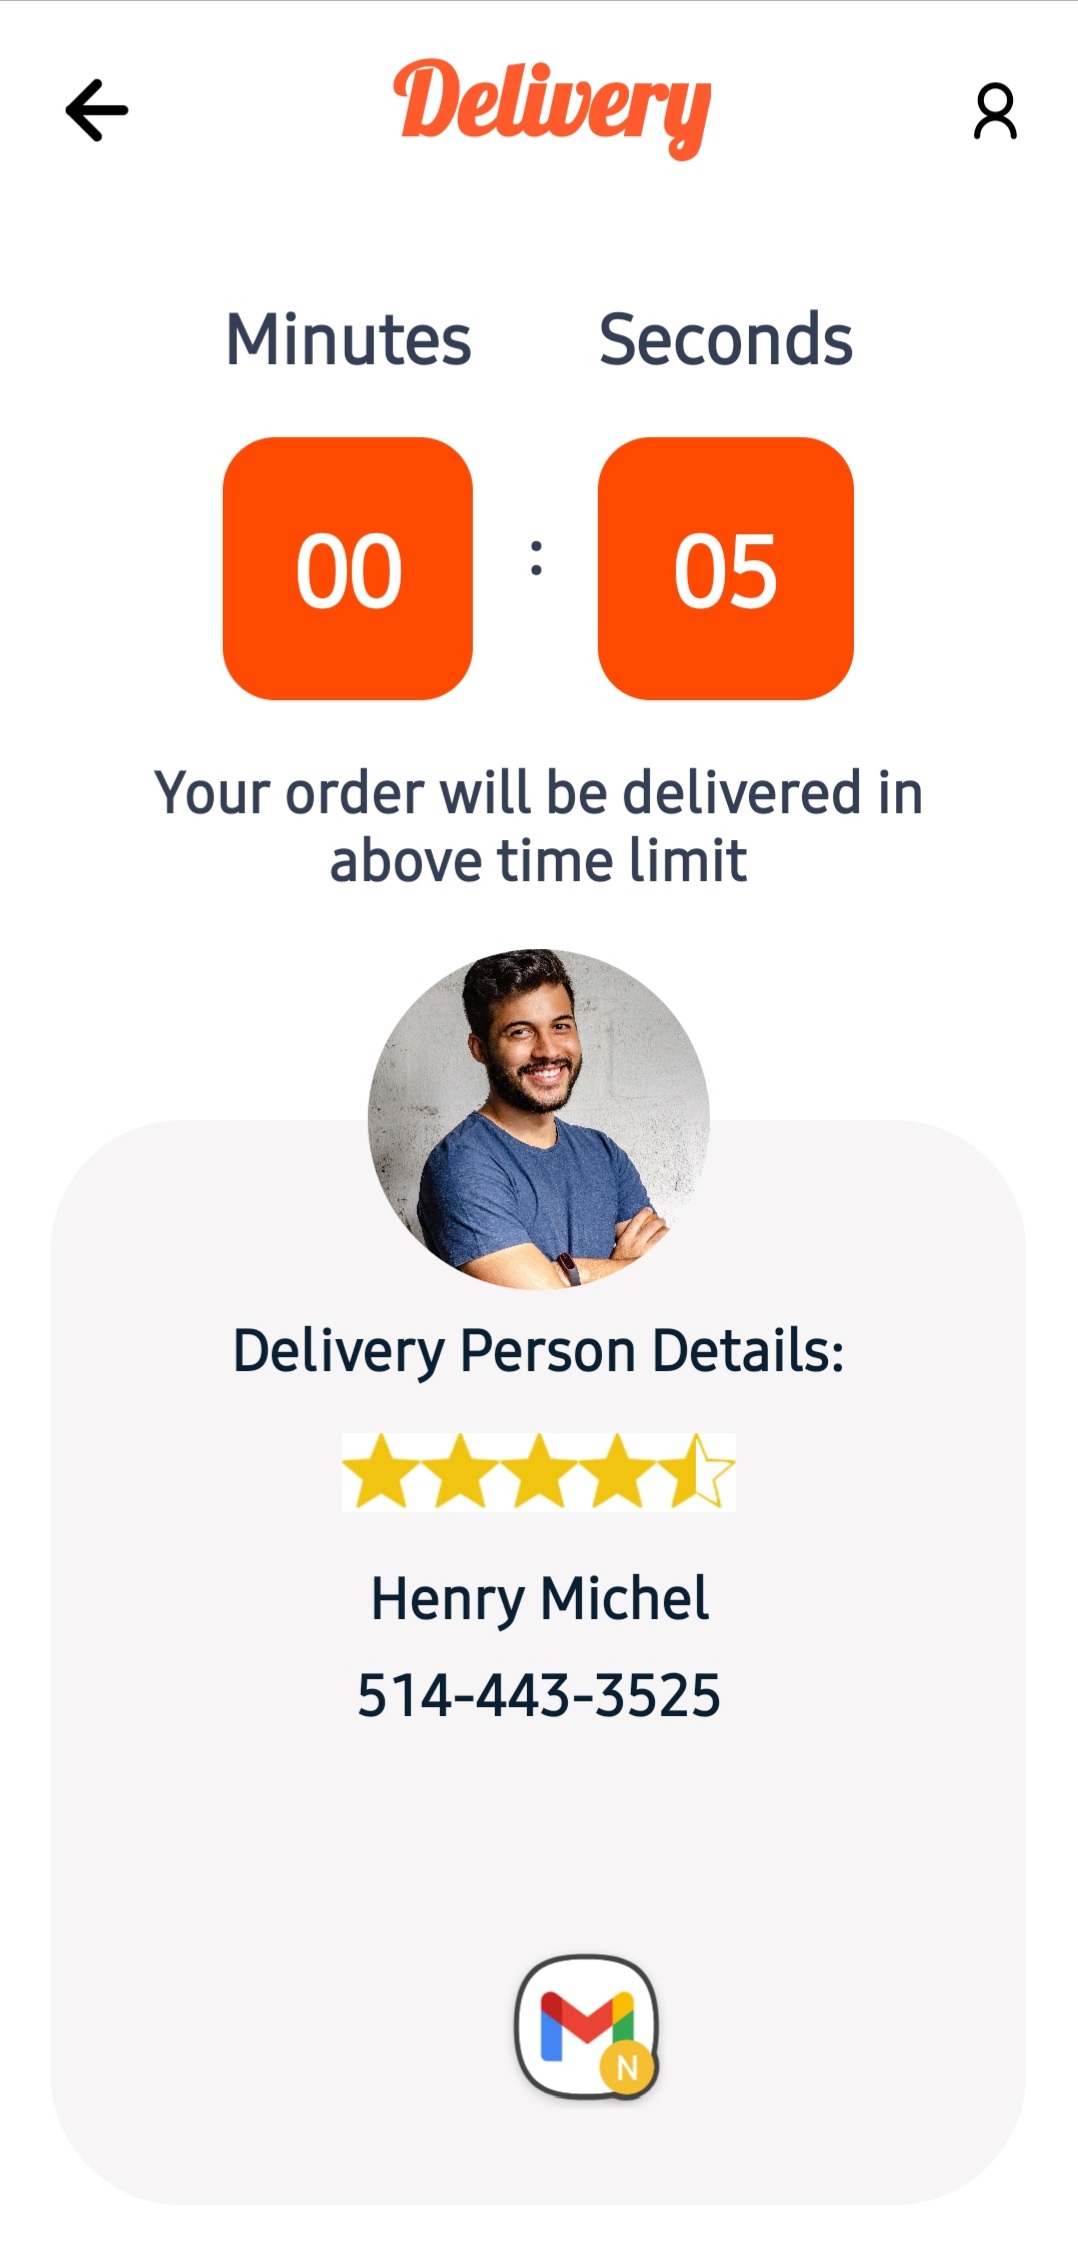 Delivery
Minutes Seconds
00 : 05
Your order will be delivered in
above time limit
Delivery Person Details:
Henry Michel
514-443-3525
N